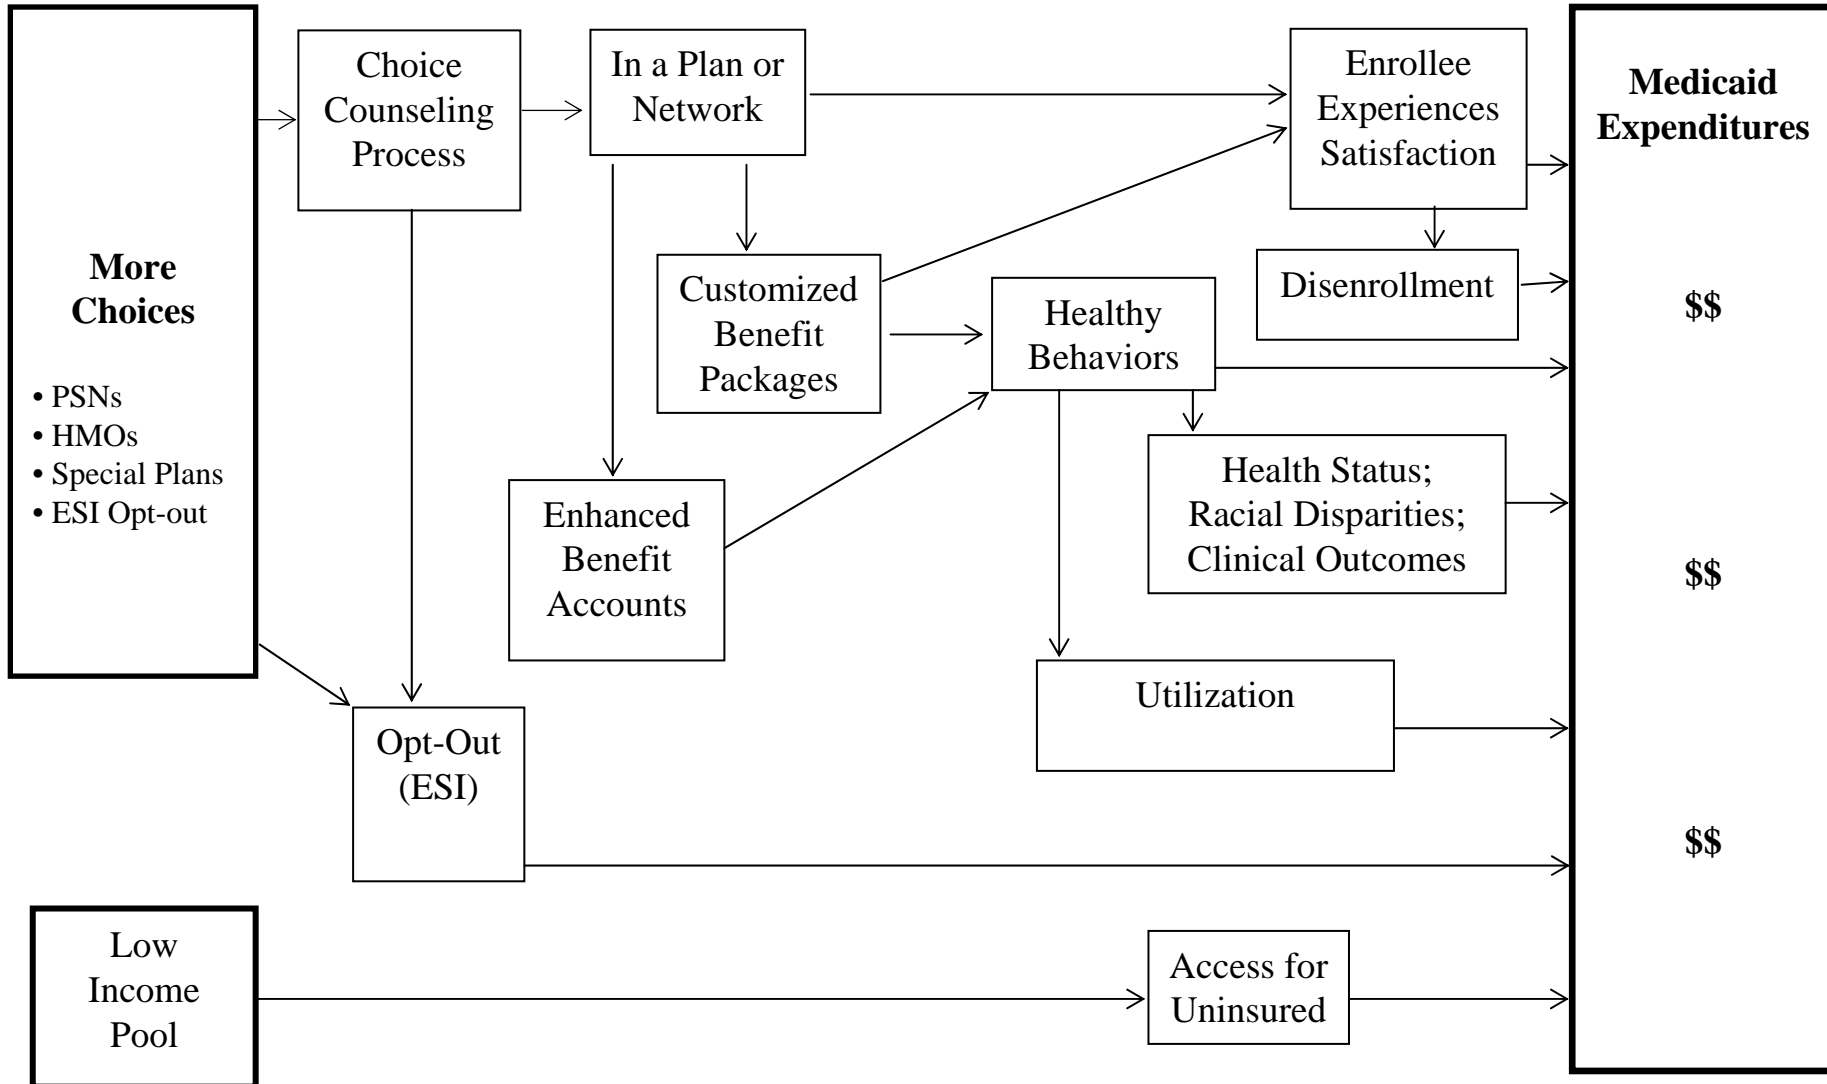 More
Choices
• PSNs
• HMOs
• Special Plans
• ESI Opt-out
Choice
Counseling
Process
In a Plan or
Network
Enrollee
Experiences
Satisfaction
Medicaid
Expenditures
$$
$$
$$
Customized
Benefit
Packages
Healthy
Behaviors
Disenrollment
Enhanced
Benefit
Accounts
Health Status;
Racial Disparities;
Clinical Outcomes
Utilization
Opt-Out
(ESI)
Low
Income
Pool
Access for
Uninsured